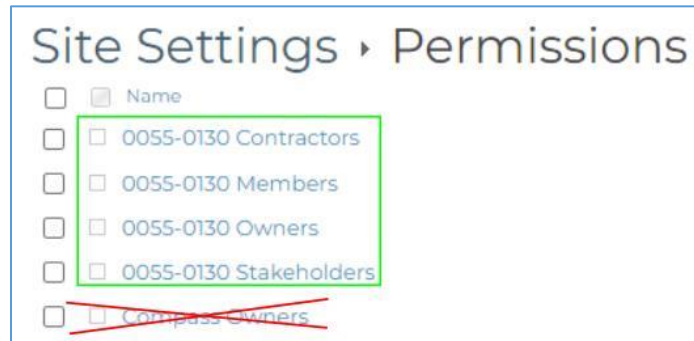 Site Settings ▸ Permissions
Name
0055-0130 Contractors
0055-0130 Members
0055-0130 Owners
0055-0130 Stakeholders
Compass Owners